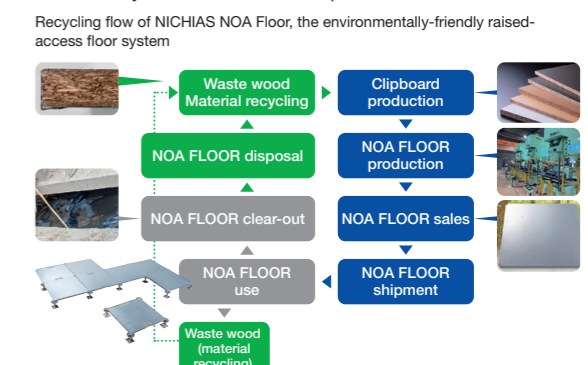 Recycling flow of NICHIAS NOA Floor, the environmentally-friendly raised-
access floor system
Waste wood
Material recycling
Clipboard
production
NOA FLOOR disposal
NOA FLOOR
production
NOA FLOOR clear-out
NOA FLOOR sales
NOA FLOOR
use
NOA FLOOR
shipment
Waste wood
(material
recycling)